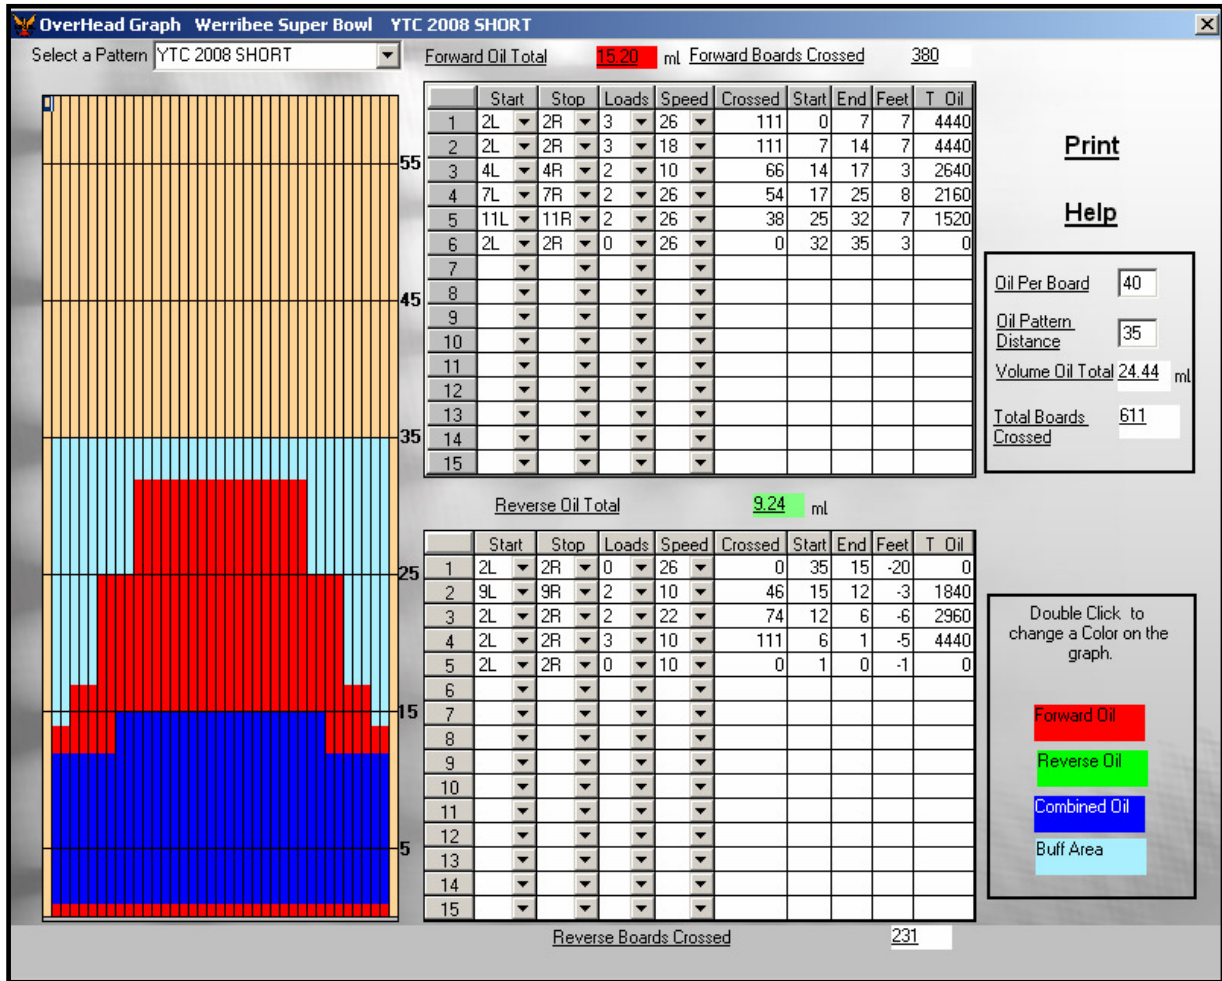 OverHead Graph Werribee Super Bowl YTC 2008 SHORT
Select a Pattern YTC 2008 SHORT
Forward Oil Total 15.20 ml Forward Boards Crossed 380
Start Stop Loads Speed Crossed Start End Feet T Oil
1 2L 2R 3 26 111 0 7 7 4440
2 2L 2R 3 18 111 7 14 7 4440
3 4L 4R 2 10 66 14 17 3 2640
4 7L 7R 2 26 54 17 25 8 2160
5 11L 11R 2 26 38 25 32 7 1520
6 2L 2R 0 26 0 32 35 3 0
7
8
9
10
11
12
13
14
15
55
45
35
25
15
5
Print
Help
Oil Per Board 40
Oil Pattern
Distance 35
Volume Oil Total 24.44 ml
Total Boards
Crossed 611
Reverse Oil Total 9.24 ml
Start Stop Loads Speed Crossed Start End Feet T Oil
1 2L 2R 0 26 0 35 15 -20 0
2 9L 9R 2 10 46 15 12 -3 1840
3 2L 2R 2 22 74 12 6 -6 2960
4 2L 2R 3 10 111 6 1 -5 4440
5 2L 2R 0 10 0 1 0 -1 0
6
7
8
9
10
11
12
13
14
15
Double Click to
change a Color on the
graph.
Forward Oil
Reverse Oil
Combined Oil
Buff Area
Reverse Boards Crossed 231